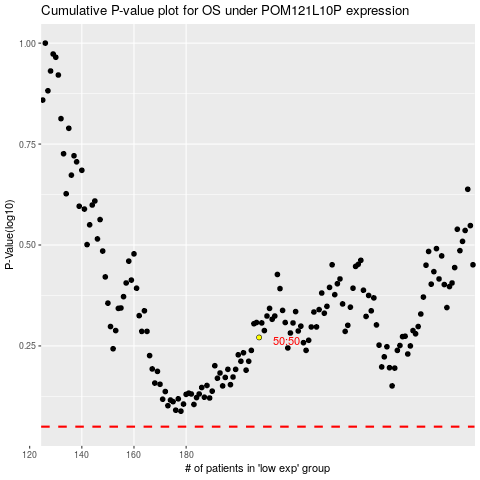 Cumulative P-value plot for OS under POM121L10P expression
P-Value(log10)
1.00
0.75
0.50
0.25
50:50
120 140 160 180
# of patients in 'low exp' group